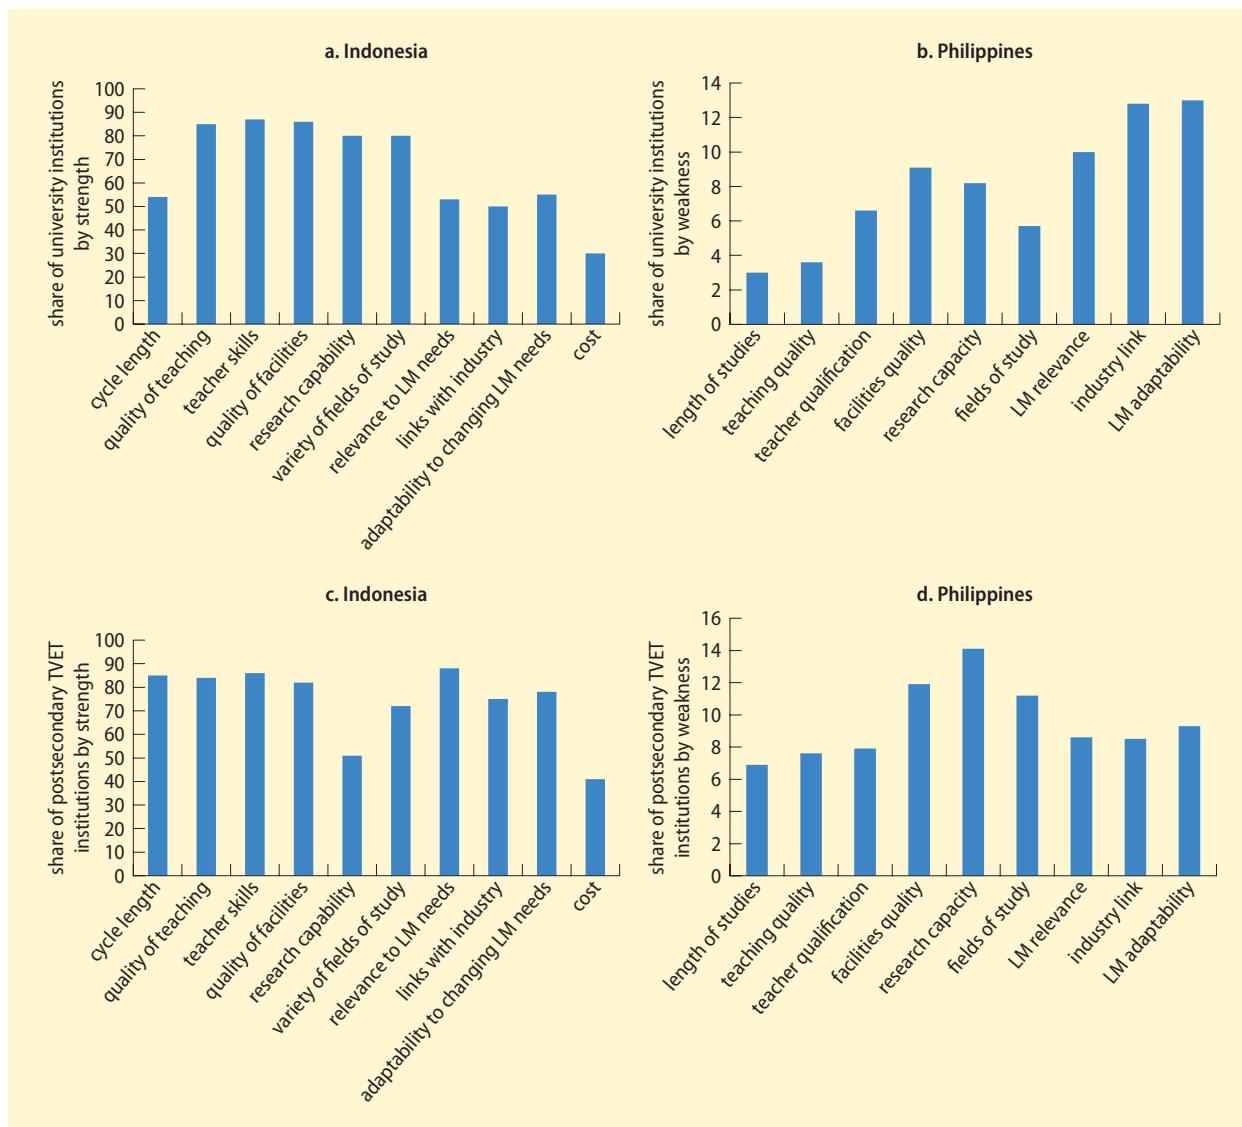 a. Indonesia
share of university institutions
by strength
100
90
80
70
60
50
40
30
20
10
0
cycle length
quality of teaching
teacher skills
quality of facilities
research capability
variety of fields of study
relevance to LM needs
links with industry
adaptability to changing LM needs
cost
b. Philippines
share of university institutions
by weakness
14
12
10
8
6
4
2
0
length of studies
teaching quality
teacher qualification
facilities quality
research capacity
fields of study
LM relevance
industry link
LM adaptability
c. Indonesia
share of postsecondary TVET
institutions by strength
100
90
80
70
60
50
40
30
20
10
0
cycle length
quality of teaching
teacher skills
quality of facilities
research capability
variety of fields of study
relevance to LM needs
links with industry
adaptability to changing LM needs
cost
d. Philippines
share of postsecondary TVET
institutions by weakness
16
14
12
10
8
6
4
2
0
length of studies
teaching quality
teacher qualification
facilities quality
research capacity
fields of study
LM relevance
industry link
LM adaptability